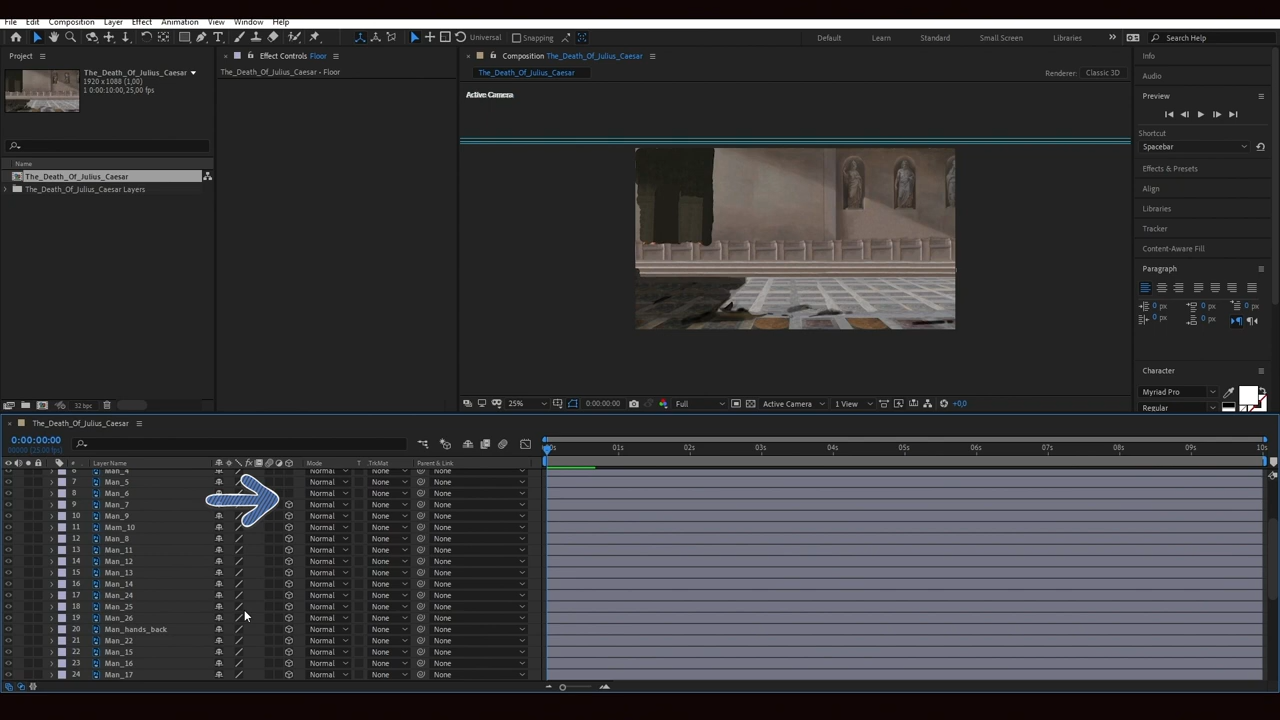 File Edit Composition Layer Effect Animation View Window Help
Universal Snapping Default Learn Standard Small Screen Libraries Search Help
Project
The_Death_Of_Julius_Caesar
1920 x 1088 (1,00)
Δ 0:00:10:00, 25,00 fps
Name
The_Death_Of_Julius_Caesar
The_Death_Of_Julius_Caesar Layers
32 bpc
Effect Controls Floor
The_Death_Of_Julius_Caesar - Floor
Composition The_Death_Of_Julius_Caesar
The_Death_Of_Julius_Caesar
Renderer: Classic 3D
Active Camera
25% 0:00:00:00 Full Active Camera 1 View +0,0
Info
Audio
Preview
Shortcut
Spacebar
Effects & Presets
Align
Libraries
Tracker
Content-Aware Fill
Paragraph
0 px 0 px 0 px
0 px 0 px
Character
Myriad Pro
Regular
The_Death_Of_Julius_Caesar
0:00:00:00
00000 (25.00 fps)
# Layer Name fx Mode T .TrkMat Parent & Link
:00s 01s 02s 03s 04s 05s 06s 07s 08s 09s 10s
6 Man_4 Normal None None
7 Man_5 Normal None None
8 Man_6 Normal None None
9 Man_7 Normal None None
10 Man_9 Normal None None
11 Mam_10 Normal None None
12 Man_8 Normal None None
13 Man_11 Normal None None
14 Man_12 Normal None None
15 Man_13 Normal None None
16 Man_14 Normal None None
17 Man_24 Normal None None
18 Man_25 Normal None None
19 Man_26 Normal None None
20 Man_hands_back Normal None None
21 Man_22 Normal None None
22 Man_15 Normal None None
23 Man_16 Normal None None
24 Man_17 Normal None None